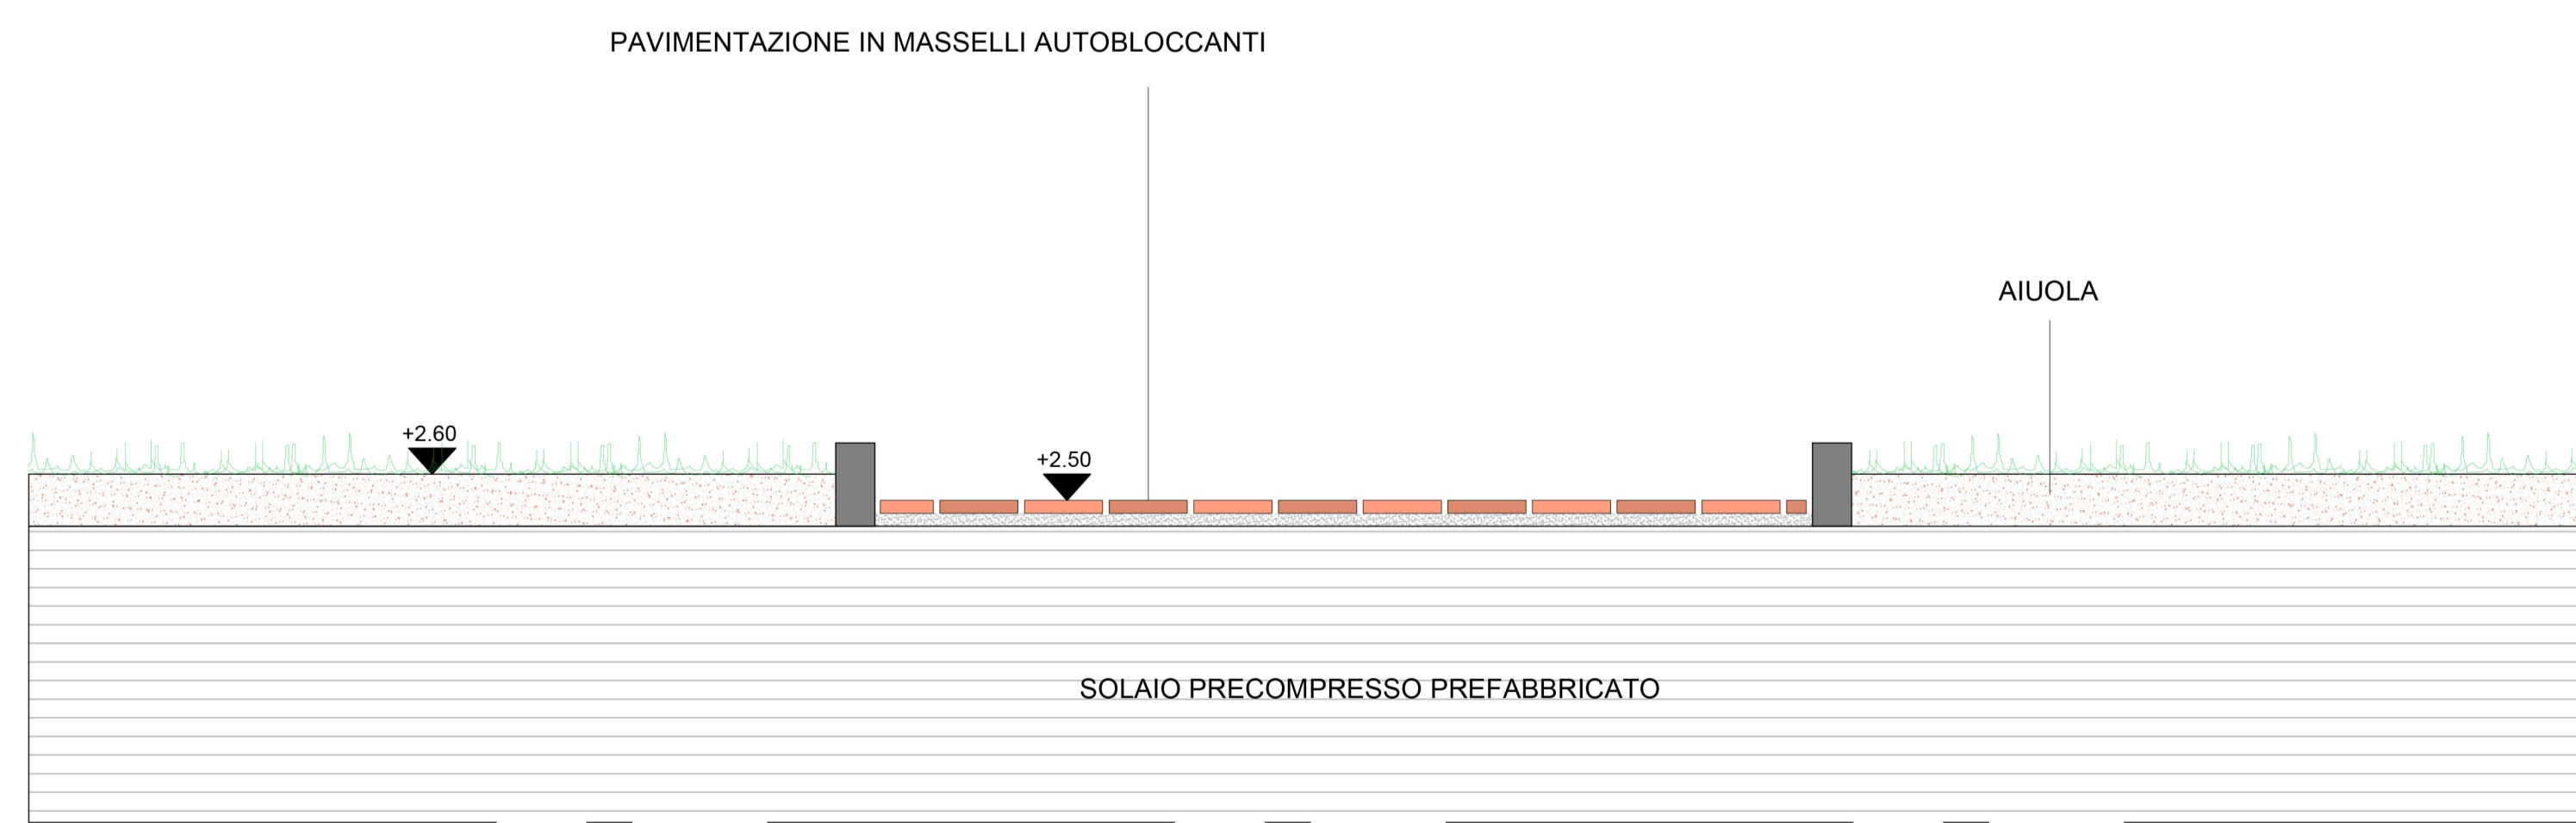 PAVIMENTAZIONE IN MASSELLI AUTOBLOCCANTI
AIUOLA
+2.60
+2.50
SOLAIO PRECOMPRESSO PREFABBRICATO